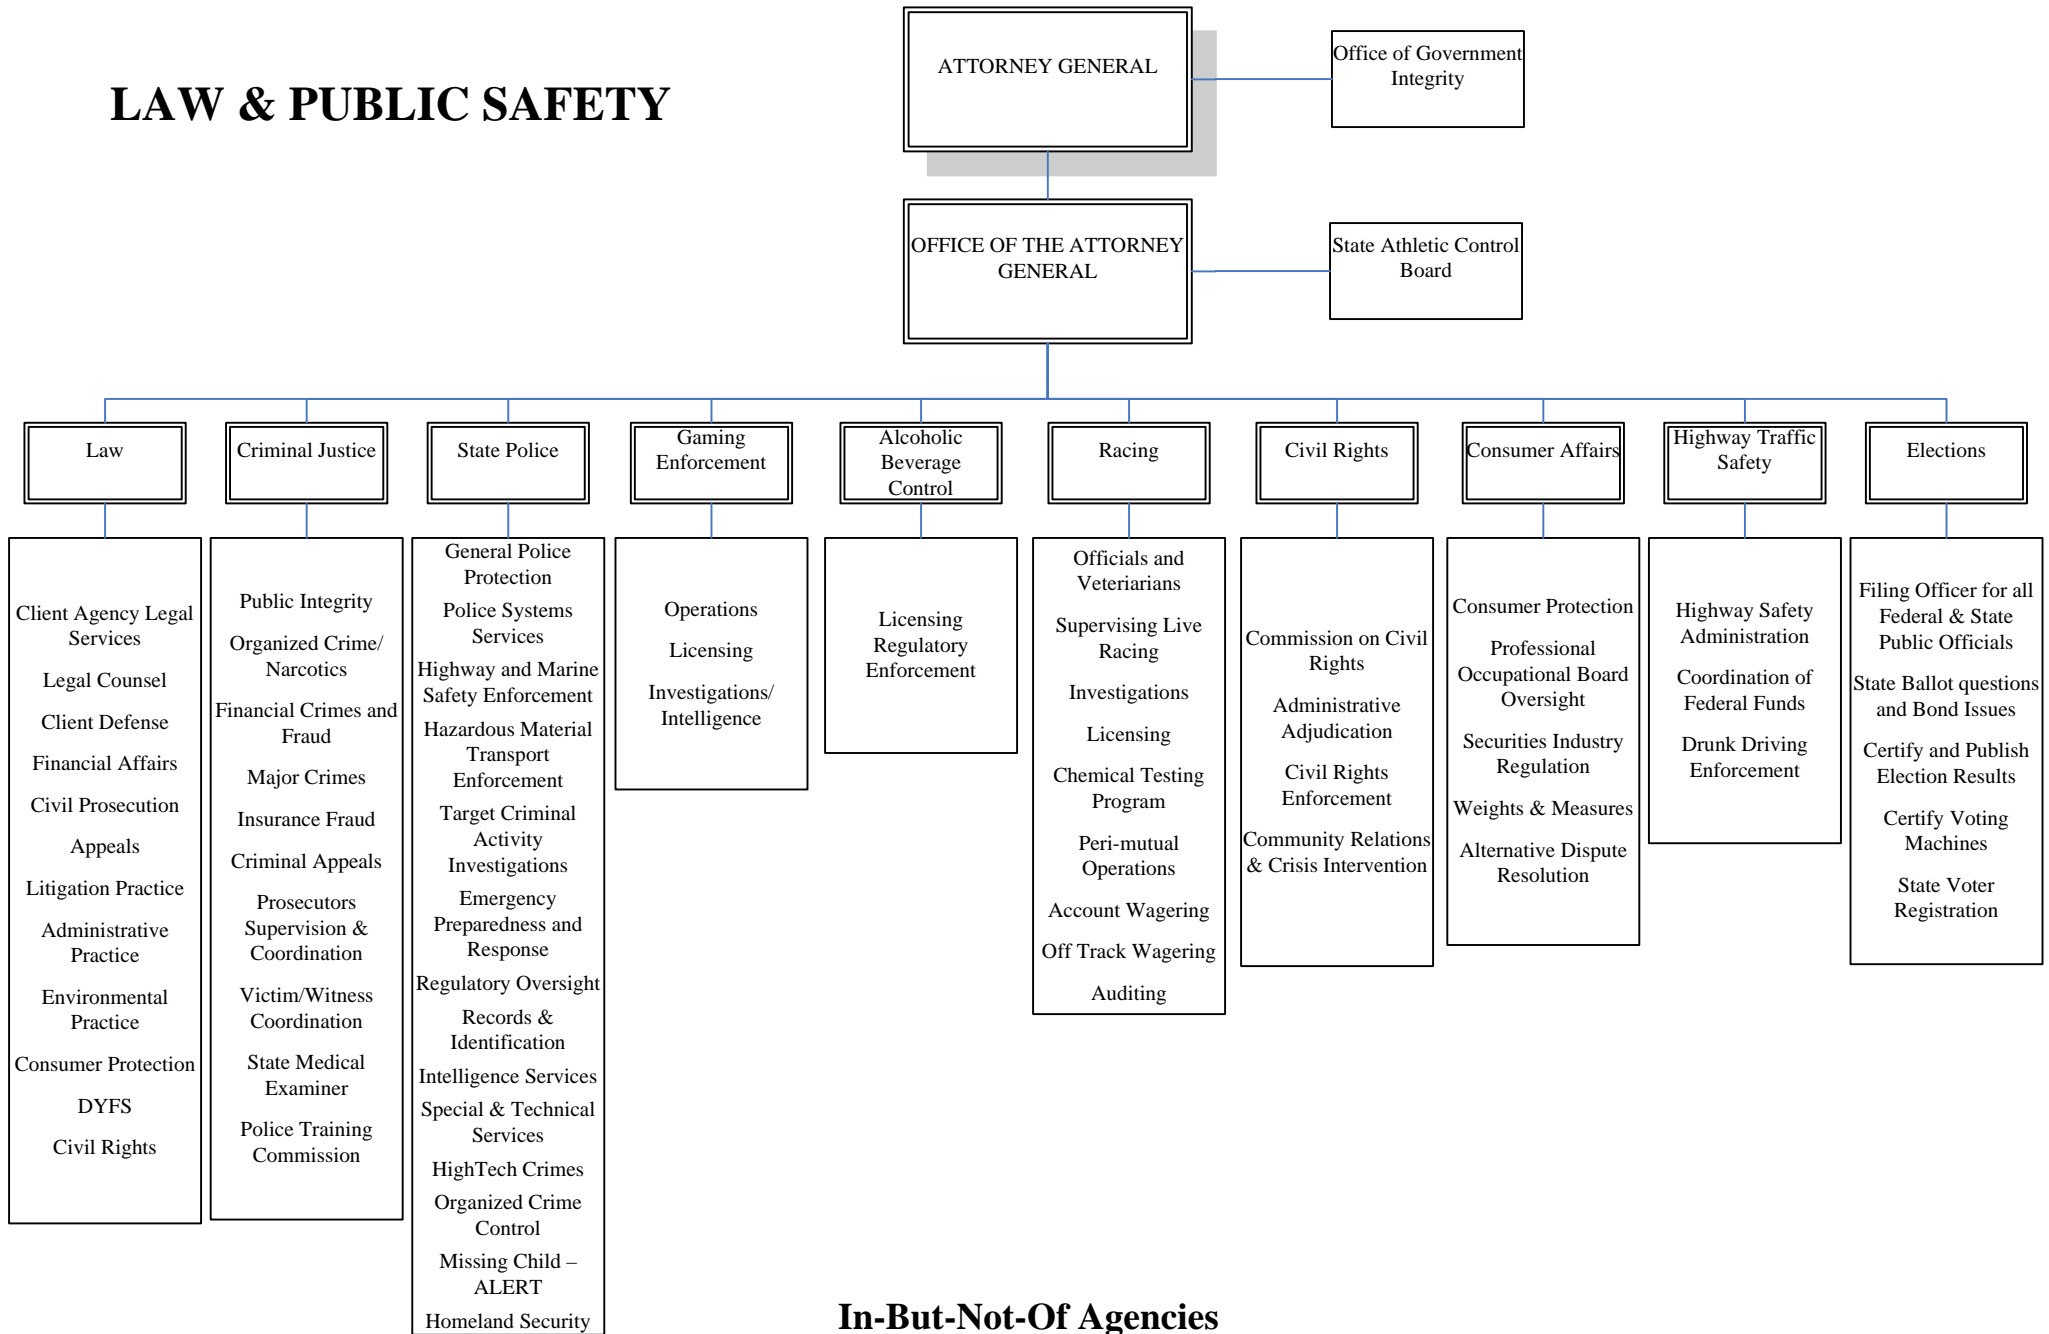 LAW & PUBLIC SAFETY
ATTORNEY GENERAL
Office of Government
Integrity
OFFICE OF THE ATTORNEY
GENERAL
State Athletic Control
Board
Law
Criminal Justice
State Police
Gaming
Enforcement
Alcoholic
Beverage
Control
Racing
Civil Rights
Consumer Affairs
Highway Traffic
Safety
Elections
Client Agency Legal
Services
Legal Counsel
Client Defense
Financial Affairs
Civil Prosecution
Appeals
Litigation Practice
Administrative
Practice
Environmental
Practice
Consumer Protection
DYFS
Civil Rights
Public Integrity
Organized Crime/
Narcotics
Financial Crimes and
Fraud
Major Crimes
Insurance Fraud
Criminal Appeals
Prosecutors
Supervision &
Coordination
Victim/Witness
Coordination
State Medical
Examiner
Police Training
Commission
General Police
Protection
Police Systems
Services
Highway and Marine
Safety Enforcement
Hazardous Material
Transport
Enforcement
Target Criminal
Activity
Investigations
Emergency
Preparedness and
Response
Regulatory Oversight
Records &
Identification
Intelligence Services
Special & Technical
Services
HighTech Crimes
Organized Crime
Control
Missing Child –
ALERT
Homeland Security
Operations
Licensing
Investigations/
Intelligence
Licensing
Regulatory
Enforcement
Officials and
Veteriarians
Supervising Live
Racing
Investigations
Licensing
Chemical Testing
Program
Peri-mutual
Operations
Account Wagering
Off Track Wagering
Auditing
Commission on Civil
Rights
Administrative
Adjudication
Civil Rights
Enforcement
Community Relations
& Crisis Intervention
Consumer Protection
Professional
Occupational Board
Oversight
Securities Industry
Regulation
Weights & Measures
Alternative Dispute
Resolution
Highway Safety
Administration
Coordination of
Federal Funds
Drunk Driving
Enforcement
Filing Officer for all
Federal & State
Public Officials
State Ballot questions
and Bond Issues
Certify and Publish
Election Results
Certify Voting
Machines
State Voter
Registration
In-But-Not-Of Agencies